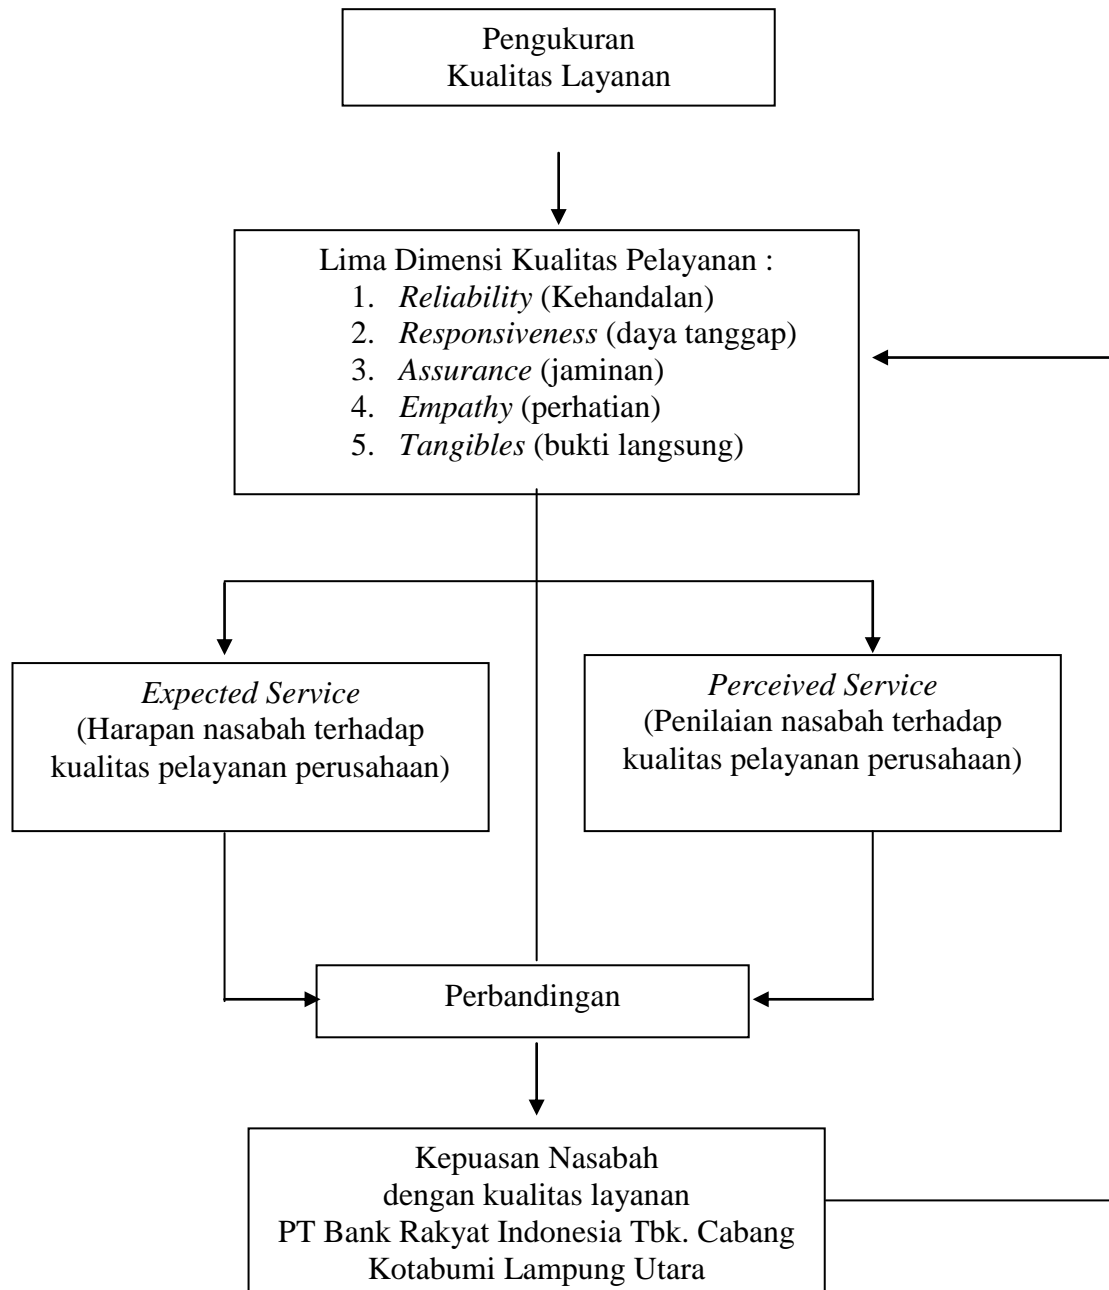 Pengukuran
Kualitas Layanan
Lima Dimensi Kualitas Pelayanan :
1. Reliability (Kehandalan)
2. Responsiveness (daya tanggap)
3. Assurance (jaminan)
4. Empathy (perhatian)
5. Tangibles (bukti langsung)
Expected Service
(Harapan nasabah terhadap
kualitas pelayanan perusahaan)
Perceived Service
(Penilaian nasabah terhadap
kualitas pelayanan perusahaan)
Perbandingan
Kepuasan Nasabah
dengan kualitas layanan
PT Bank Rakyat Indonesia Tbk. Cabang
Kotabumi Lampung Utara